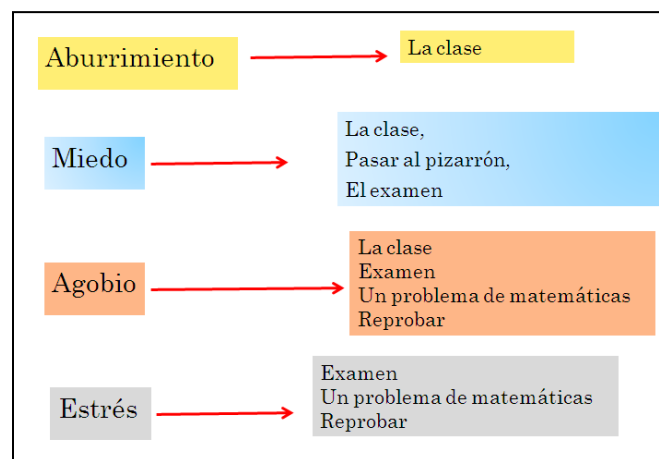 Aburrimiento
La clase
Miedo
La clase,
Pasar al pizarrón,
El examen
Agobio
La clase
Examen
Un problema de matemáticas
Reprobar
Estrés
Examen
Un problema de matemáticas
Reprobar